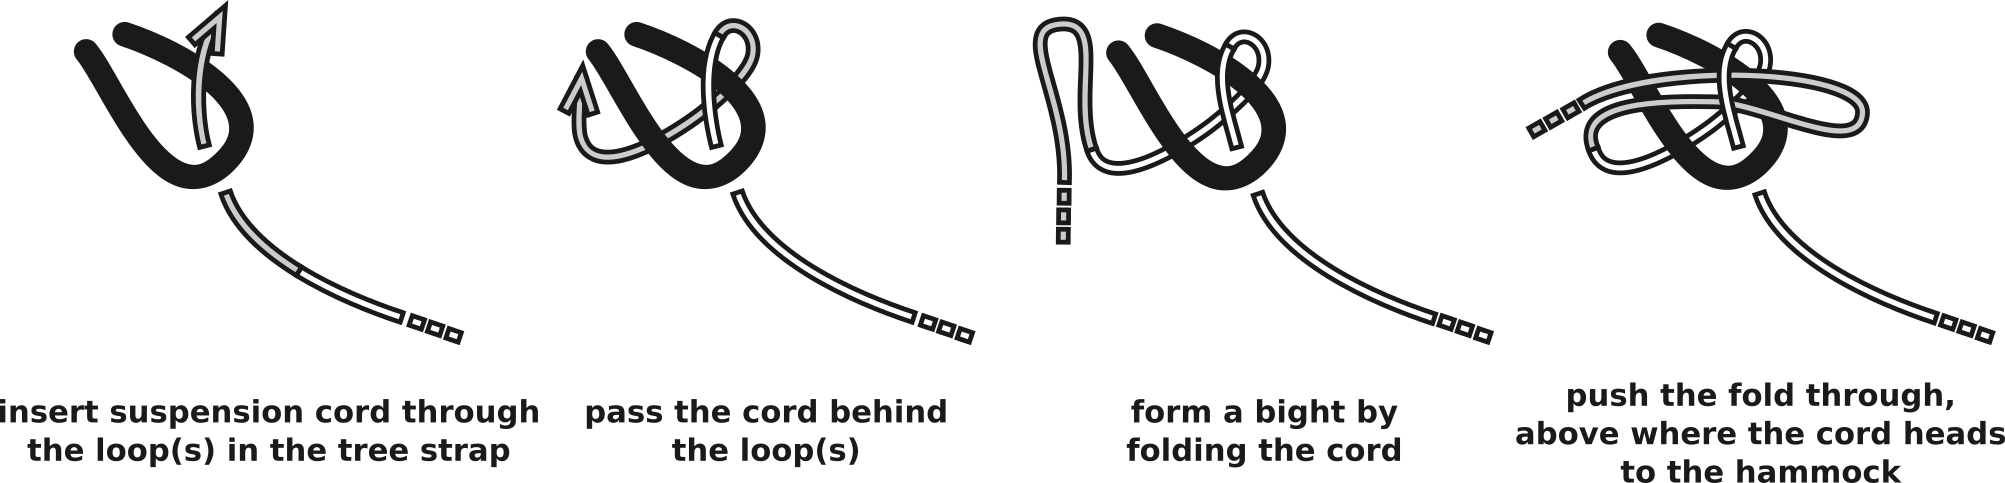 insert suspension cord through
the loop(s) in the tree strap
pass the cord behind
the loop(s)
form a bight by
folding the cord
push the fold through,
above where the cord heads
to the hammock